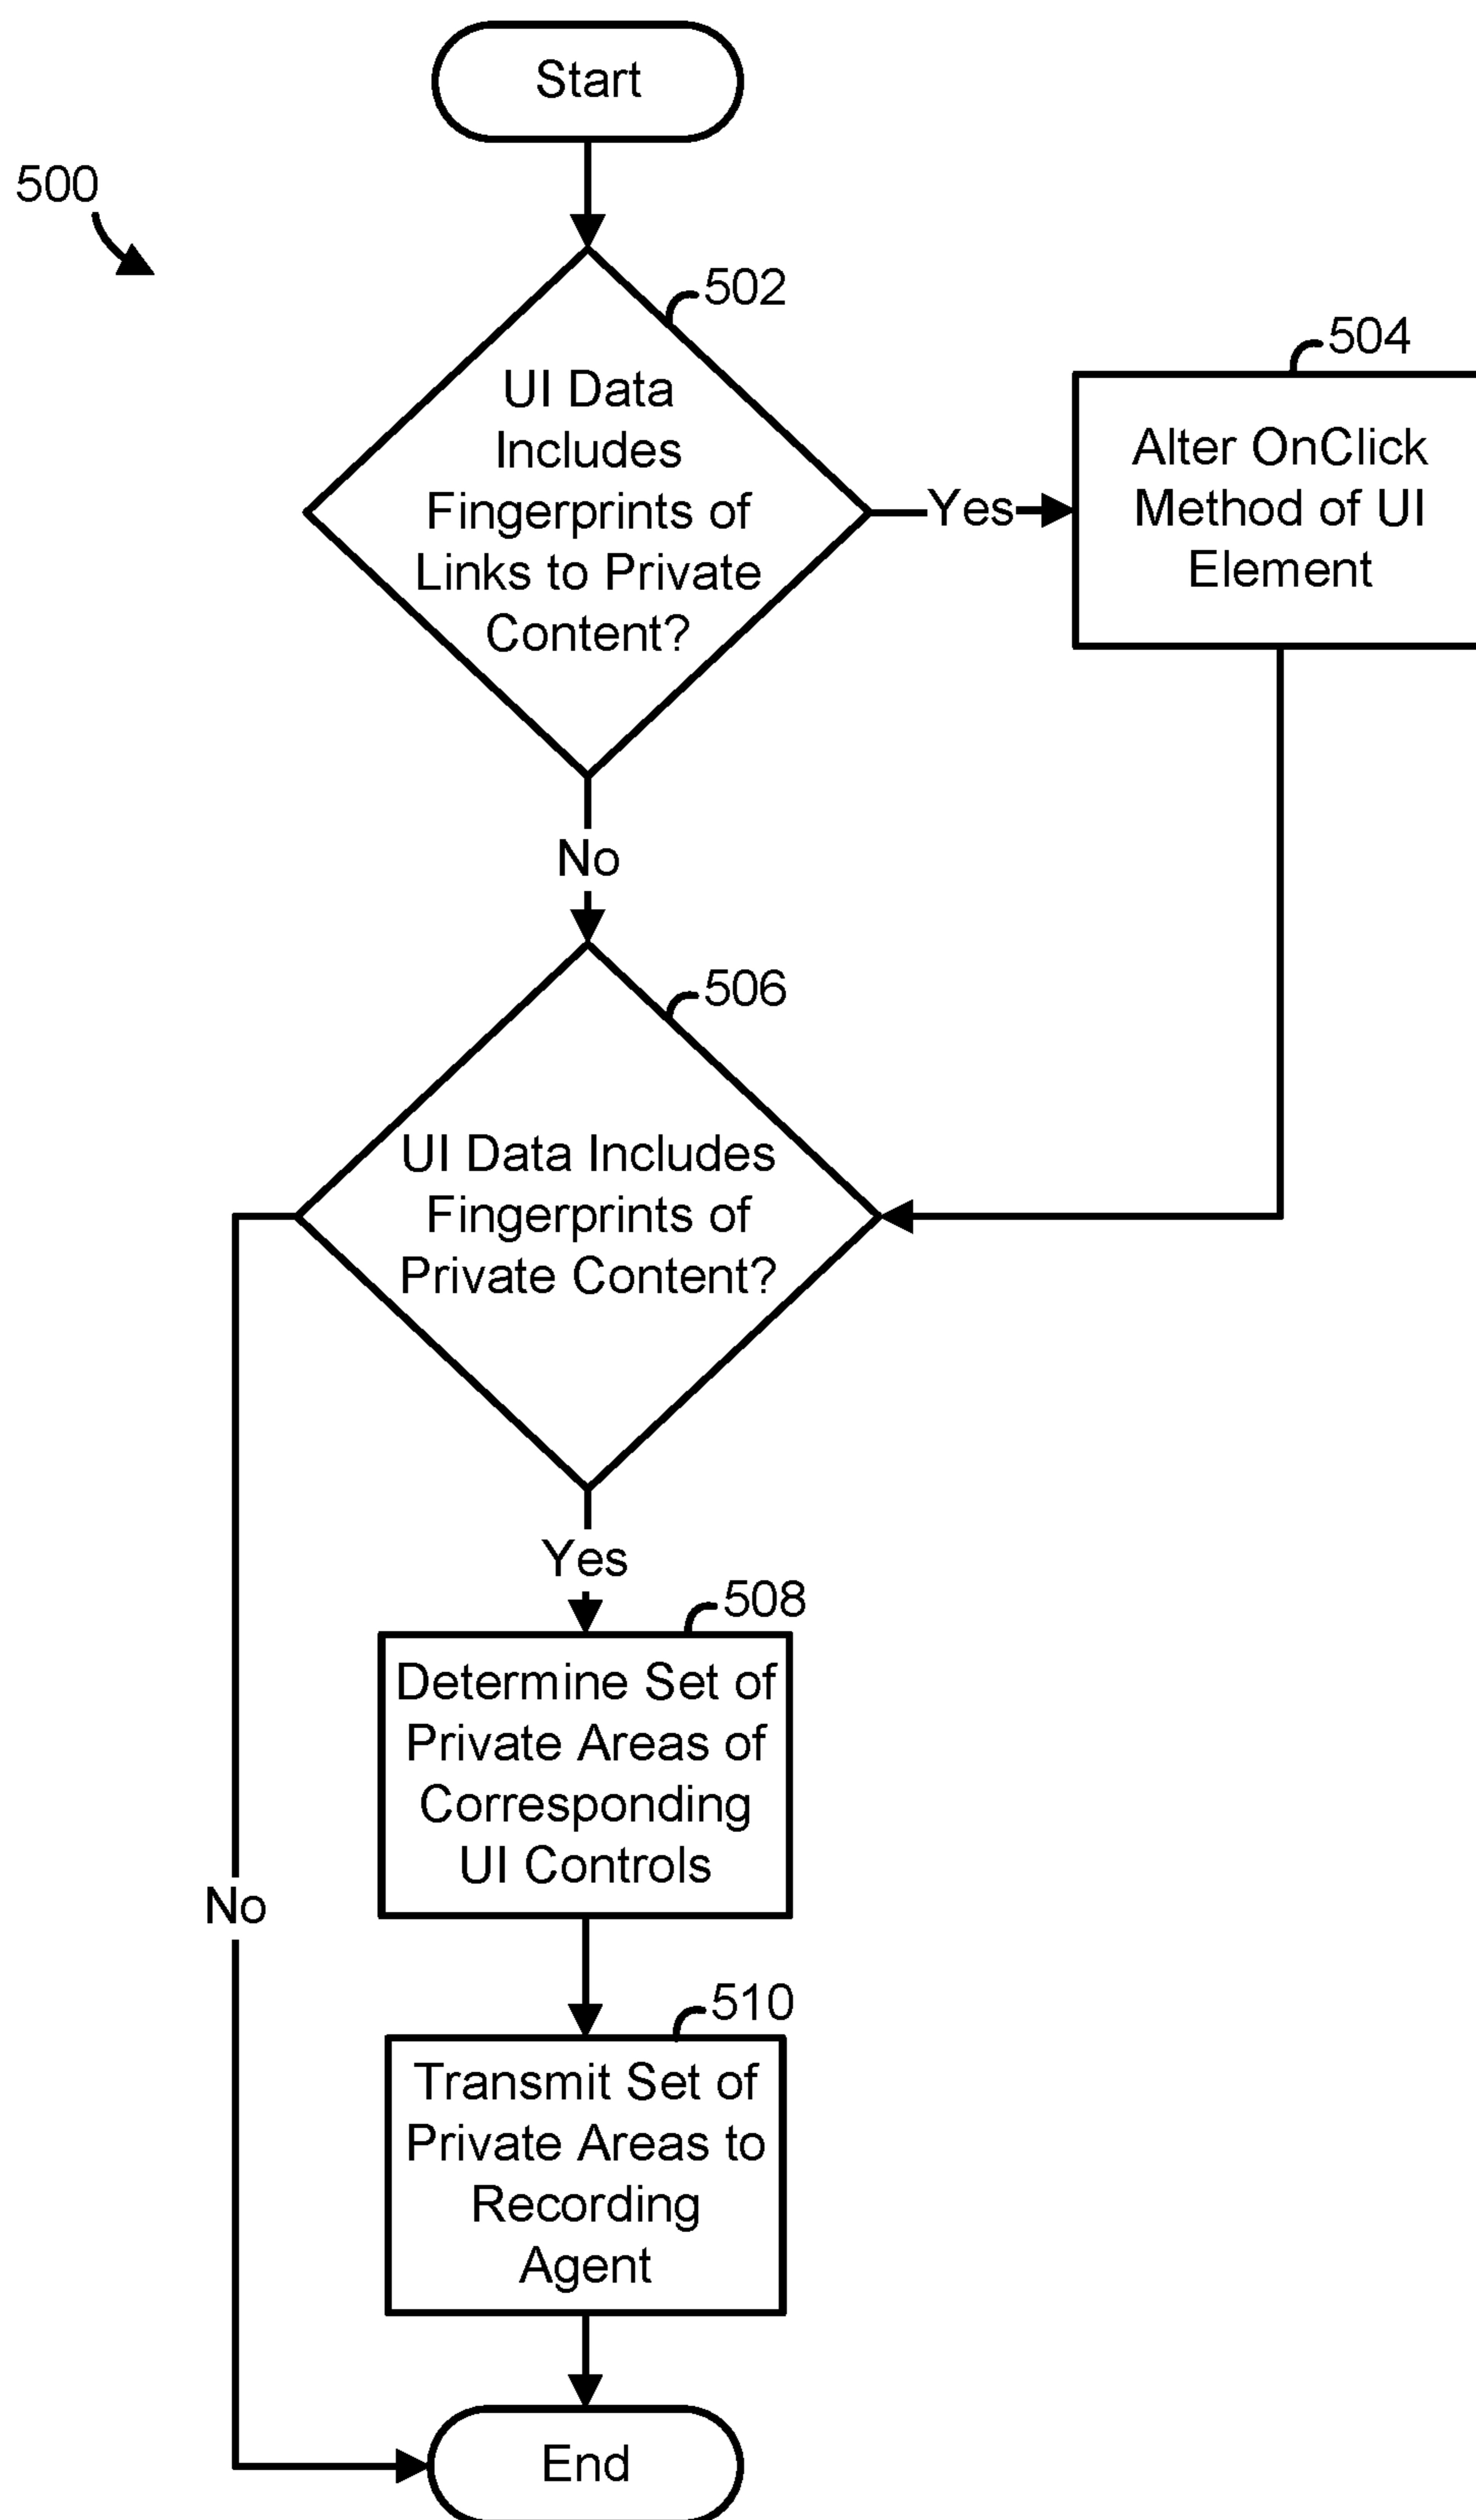 Start
500
502
UI Data
Includes
Fingerprints of
Links to Private
Content?
Yes
504
Alter OnClick
Method of UI
Element
No
506
UI Data Includes
Fingerprints of
Private Content?
Yes
508
Determine Set of
Private Areas of
Corresponding
UI Controls
No
510
Transmit Set of
Private Areas to
Recording
Agent
End